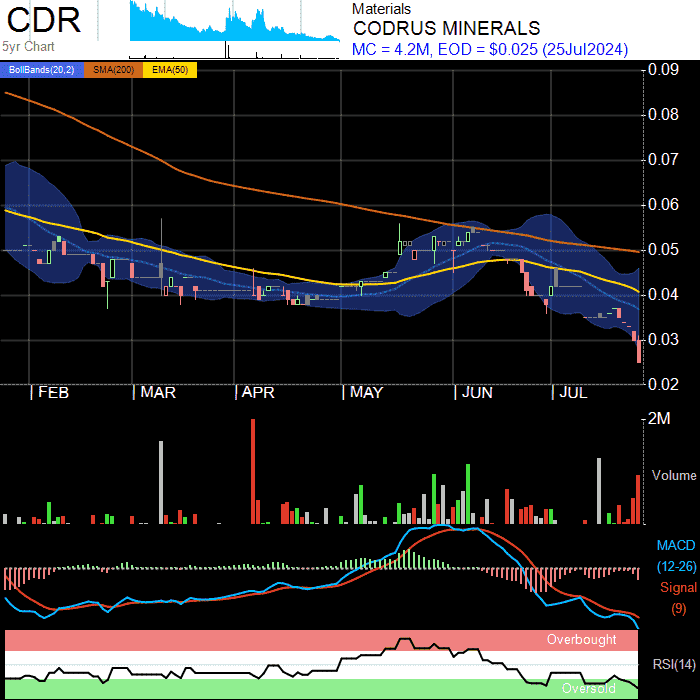 CDR
5yr Chart
Materials
CODRUS MINERALS
MC = 4.2M, EOD = $0.025 (25Jul2024)
BollBands(20,2) SMA(200) EMA(50)
0.09
0.08
0.07
0.06
0.05
0.04
0.03
0.02
FEB MAR APR MAY JUN JUL
2M
Volume
MACD
(12-26)
Signal
(9)
Overbought
RSI(14)
Oversold